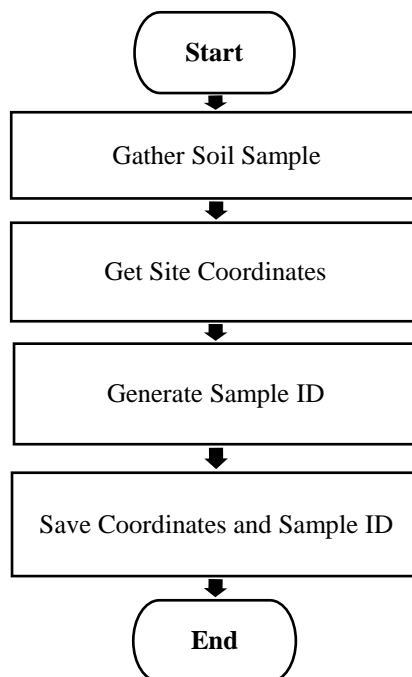 Start
Gather Soil Sample
Get Site Coordinates
Generate Sample ID
Save Coordinates and Sample ID
End